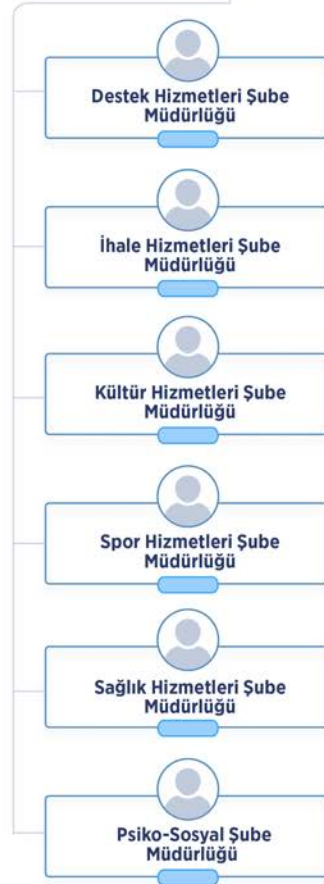 Destek Hizmetleri Şube
Müdürlüğü
İhale Hizmetleri Şube
Müdürlüğü
Kültür Hizmetleri Şube
Müdürlüğü
Spor Hizmetleri Şube
Müdürlüğü
Sağlık Hizmetleri Şube
Müdürlüğü
Psiko-Sosyal Şube
Müdürlüğü